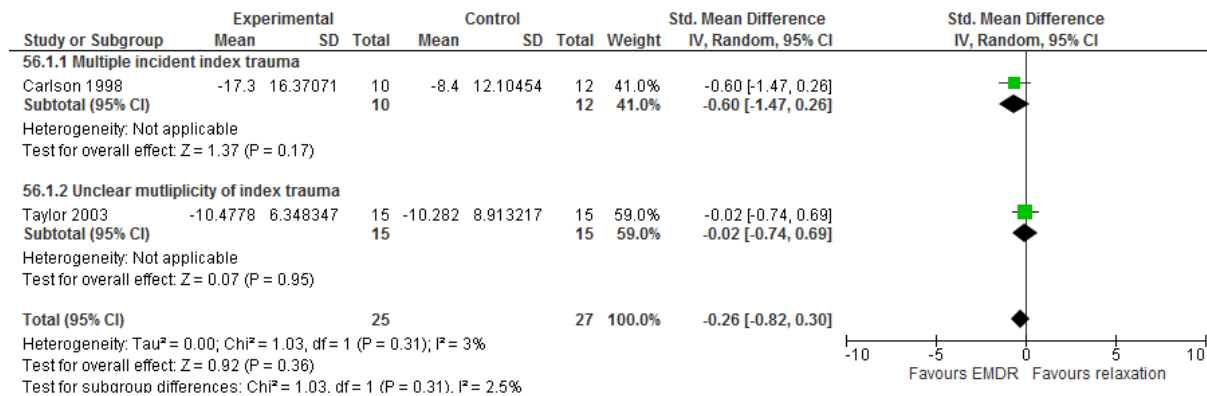 Experimental Control Std. Mean Difference Std. Mean Difference
Study or Subgroup Mean SD Total Mean SD Total Weight IV, Random, 95% CI IV, Random, 95% CI
56.1.1 Multiple incident index trauma
Carlson 1998 -17.3 16.37071 10 -8.4 12.10454 12 41.0% -0.60 [-1.47, 0.26]
Subtotal (95% CI) 10 12 41.0% -0.60 [-1.47, 0.26]
Heterogeneity: Not applicable
Test for overall effect: Z = 1.37 (P = 0.17)
56.1.2 Unclear mutliplicity of index trauma
Taylor 2003 -10.4778 6.348347 15 -10.282 8.913217 15 59.0% -0.02 [-0.74, 0.69]
Subtotal (95% CI) 15 15 59.0% -0.02 [-0.74, 0.69]
Heterogeneity: Not applicable
Test for overall effect: Z = 0.07 (P = 0.95)
Total (95% CI) 25 27 100.0% -0.26 [-0.82, 0.30]
Heterogeneity: Tau² = 0.00; Chi² = 1.03, df = 1 (P = 0.31); I² = 3%
Test for overall effect: Z = 0.92 (P = 0.36)
Test for subgroup differences: Chi² = 1.03, df = 1 (P = 0.31), I² = 2.5%
-10 -5 0 5 10
Favours EMDR Favours relaxation